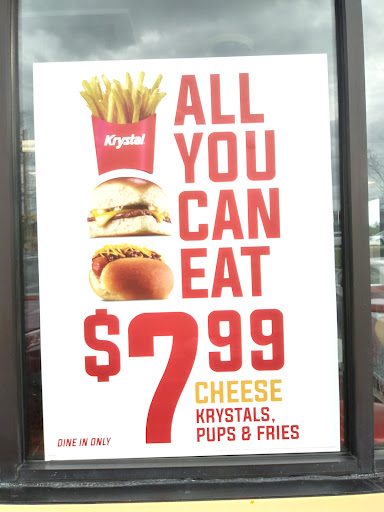 Krystal
ALL
YOU
CAN
EAT
$7.99
CHEESE
KRYSTALS,
PUPS & FRIES
DINE IN ONLY